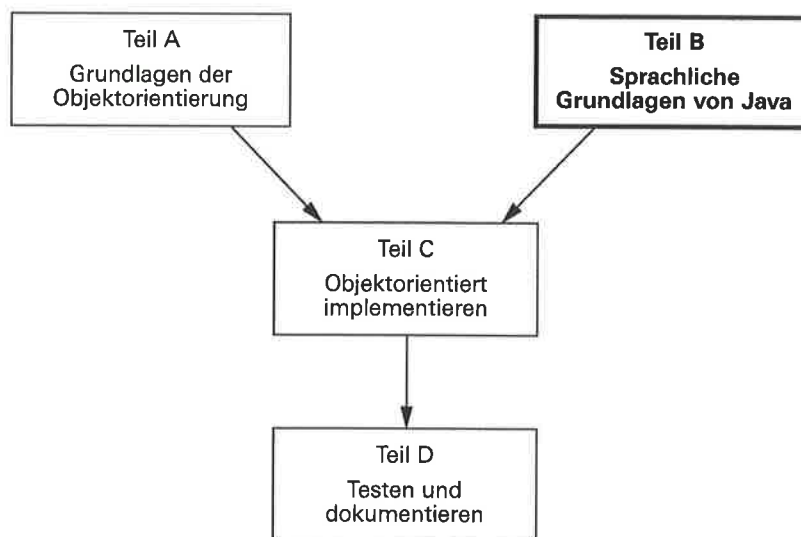 Teil A
Grundlagen der
Objektorientierung
Teil B
Sprachliche
Grundlagen von Java
Teil C
Objektorientiert
implementieren
Teil D
Testen und
dokumentieren